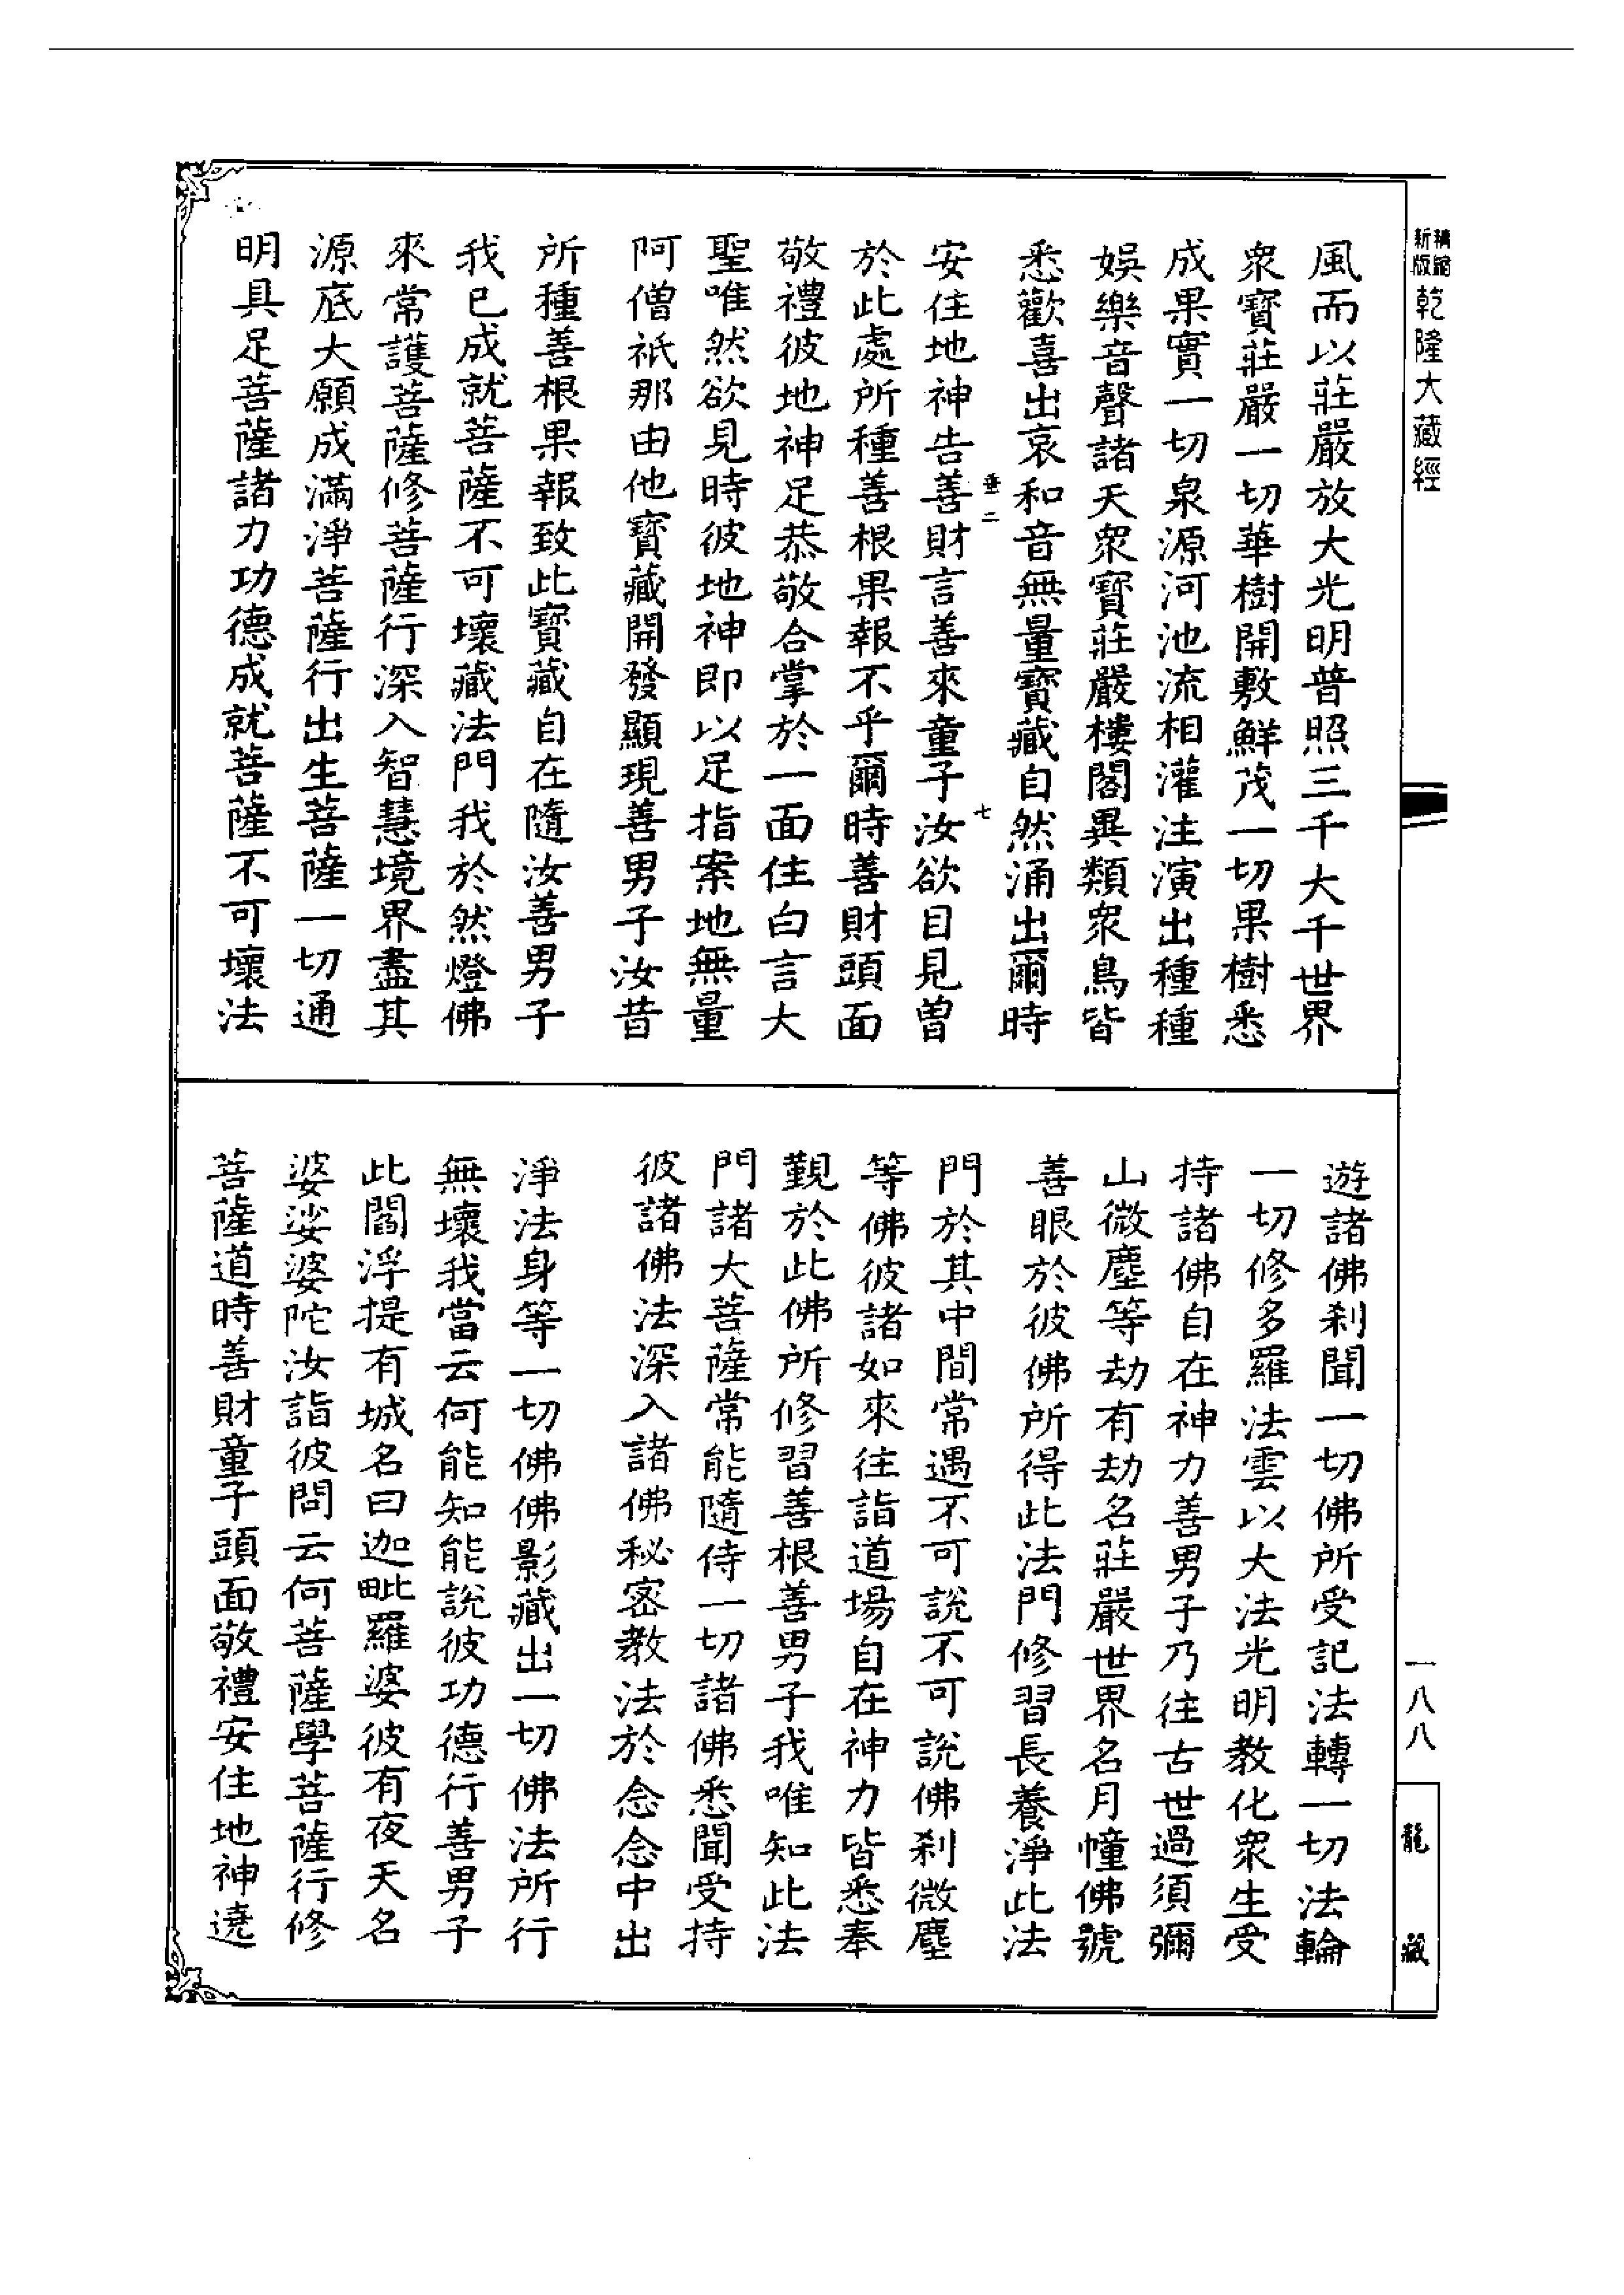 精縮新版乾隆大藏經
風而以莊嚴放大光明普照三千大千世界
眾寶莊嚴一切華樹開敷鮮茂一切果樹悉
成果實一切泉源河池流相灌注演出種種
娛樂音聲諸天眾寶莊嚴樓閣異類眾鳥皆
悉歡喜出哀和音無量寶藏自然涌出爾時
垂二 七
安住地神告善財言善來童子汝欲目見曾
於此處所種善根果報不乎爾時善財頭面
敬禮彼地神足恭敬合掌於一面住白言大
聖唯然欲見時彼地神即以足指案地無量
阿僧祇那由他寶藏開發顯現善男子汝昔
所種善根果報致此寶藏自在隨汝善男子
我已成就菩薩不可壞藏法門我於然燈佛
來常護菩薩修菩薩行深入智慧境界盡其
源底大願成滿淨菩薩行出生菩薩一切通
明具足菩薩諸力功德成就菩薩不可壞法
遊諸佛剎聞一切佛所受記法轉一切法輪
一切修多羅法雲以大法光明教化眾生受
持諸佛自在神力善男子乃往古世過須彌
山微塵等劫有劫名莊嚴世界名月幢佛號
善眼於彼佛所得此法門修習長養淨此法
門於其中間常遇不可說不可說佛剎微塵
等佛彼諸如來往詣道場自在神力皆悉奉
覲於此佛所修習善根善男子我唯知此法
門諸大菩薩常能隨侍一切諸佛悉聞受持
彼諸佛法深入諸佛秘密教法於念念中出
淨法身等一切佛佛影藏出一切佛法所行
無壞我當云何能知能說彼功德行善男子
此閻浮提有城名曰迦毗羅婆彼有夜天名
婆娑婆陀汝詣彼問云何菩薩學菩薩行修
菩薩道時善財童子頭面敬禮安住地神遶
一八八
龍藏